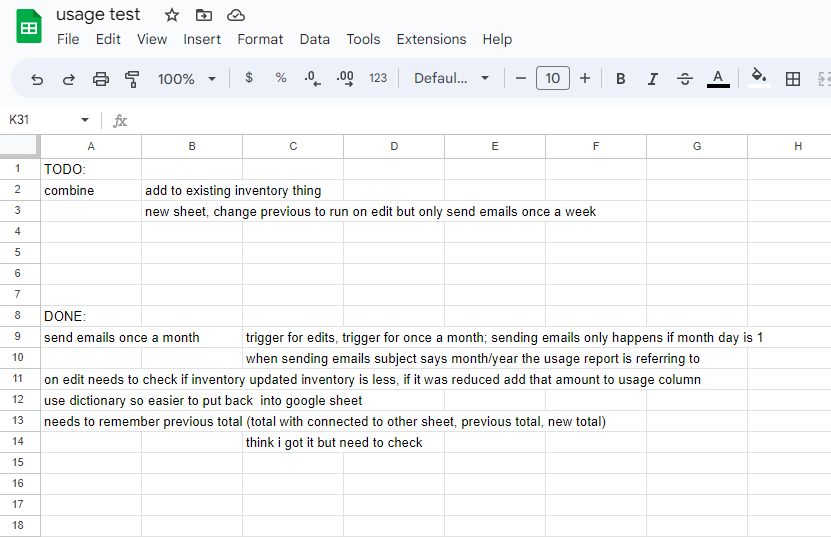 usage test
File Edit View Insert Format Data Tools Extensions Help
100% $ % .0 .00 123 Defaul... 10 B I S A
K31 fx
A B C D E F G H
1 TODO:
2 combine add to existing inventory thing
3 new sheet, change previous to run on edit but only send emails once a week
4
5
6
7
8 DONE:
9 send emails once a month trigger for edits, trigger for once a month; sending emails only happens if month day is 1
10 when sending emails subject says month/year the usage report is referring to
11 on edit needs to check if inventory updated inventory is less, if it was reduced add that amount to usage column
12 use dictionary so easier to put back  into google sheet
13 needs to remember previous total (total with connected to other sheet, previous total, new total)
14 think i got it but need to check
15
16
17
18